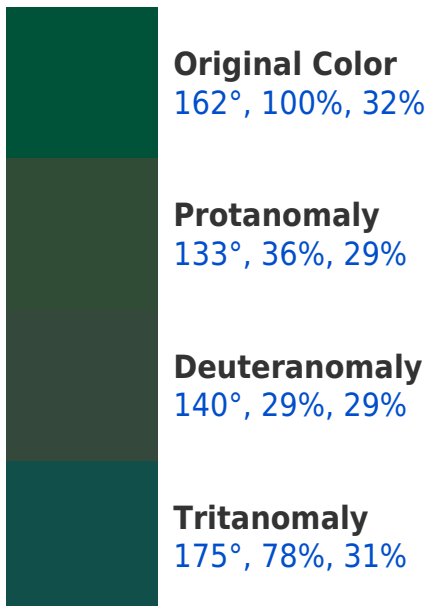 Original Color
162°, 100%, 32%
Protanomaly
133°, 36%, 29%
Deuteranomaly
140°, 29%, 29%
Tritanomaly
175°, 78%, 31%